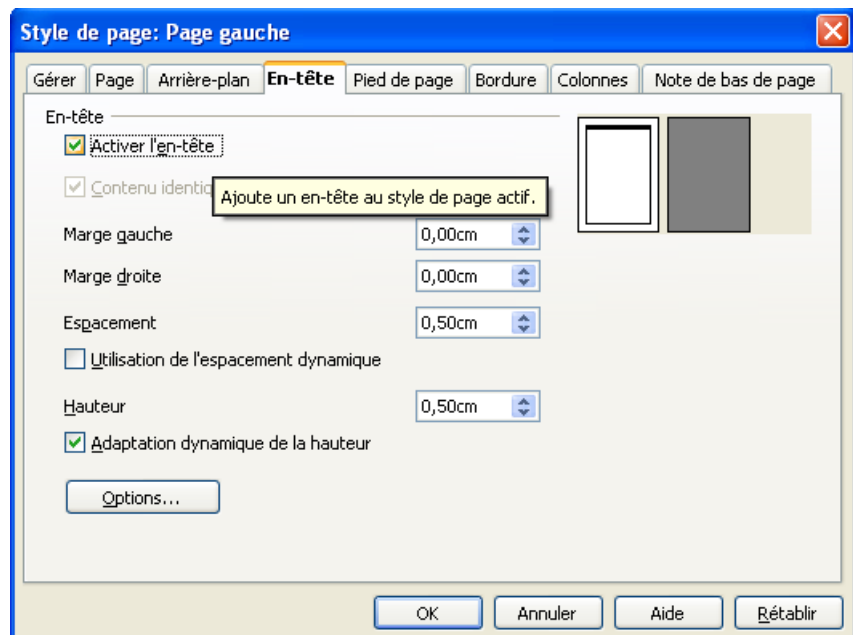 Style de page: Page gauche
Gérer Page Arrière-plan En-tête Pied de page Bordure Colonnes Note de bas de page
En-tête
Activer l'en-tête
Contenu
Ajoute un en-tête au style de page actif.
Marge gauche 0,00cm
Marge droite 0,00cm
Espacement 0,50cm
Utilisation de l'espacement dynamique
Hauteur 0,50cm
Adaptation dynamique de la hauteur
Options...
OK Annuler Aide Rétablir